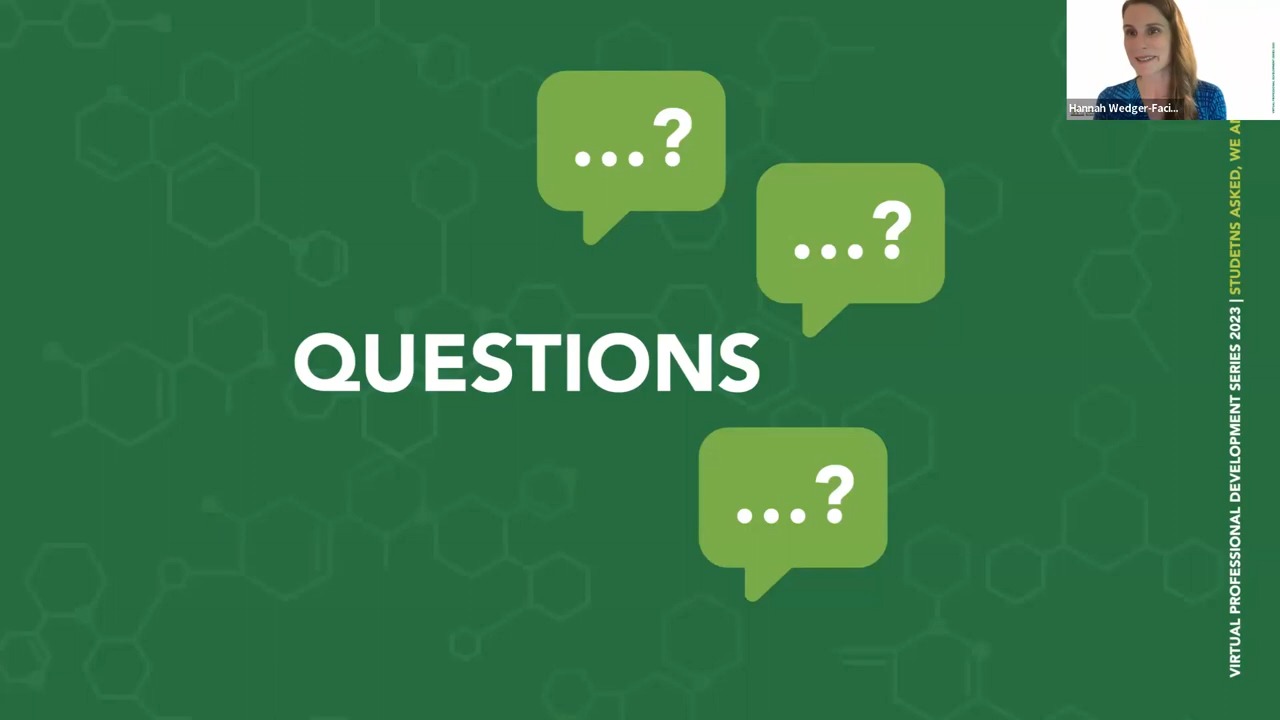 ...?
...?
QUESTIONS
...?
Hannah Wedger-Faci...
VIRTUAL PROFESSIONAL DEVELOPMENT SERIES 2023 | STUDETNS ASKED, WE